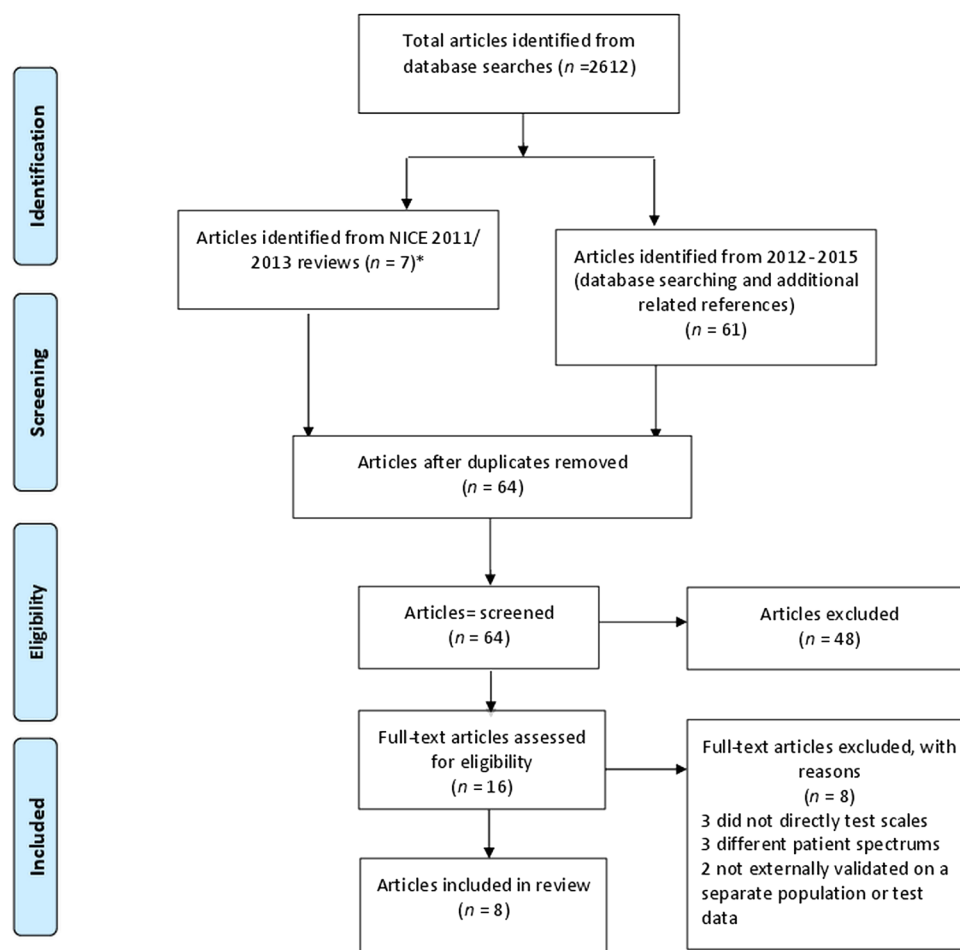 Total articles identified from
database searches (n =2612)
Identification
Articles identified from NICE 2011/
2013 reviews (n = 7)*
Articles identified from 2012-2015
(database searching and additional
related references)
(n = 61)
Screening
Articles after duplicates removed
(n = 64)
Eligibility
Articles= screened
(n = 64)
Articles excluded
(n = 48)
Full-text articles assessed
for eligibility
(n = 16)
Full-text articles excluded, with
reasons
(n = 8)
3 did not directly test scales
3 different patient spectrums
2 not externally validated on a
separate population or test
data
Included
Articles included in review
(n = 8)